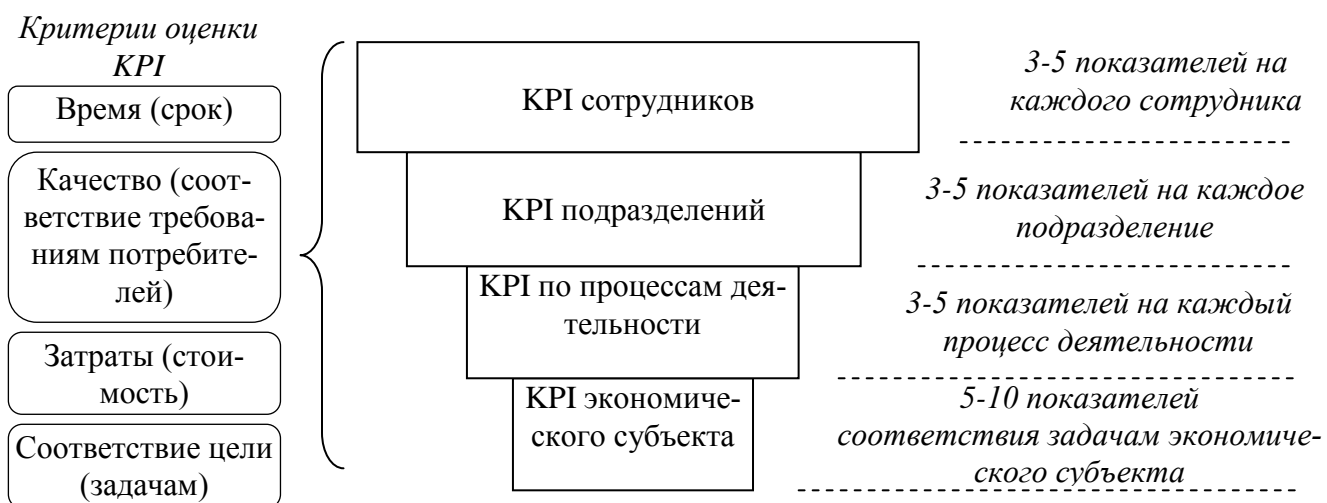 Критерии оценки
KPI
Время (срок)
Качество (соот-
ветствие требова-
ниям потребите-
лей)
Затраты (стои-
мость)
Соответствие цели
(задачам)
KPI сотрудников
KPI подразделений
KPI по процессам дея-
тельности
KPI экономиче-
ского субъекта
3-5 показателей на
каждого сотрудника
3-5 показателей на каждое
подразделение
3-5 показателей на каждый
процесс деятельности
5-10 показателей
соответствия задачам экономиче-
ского субъекта